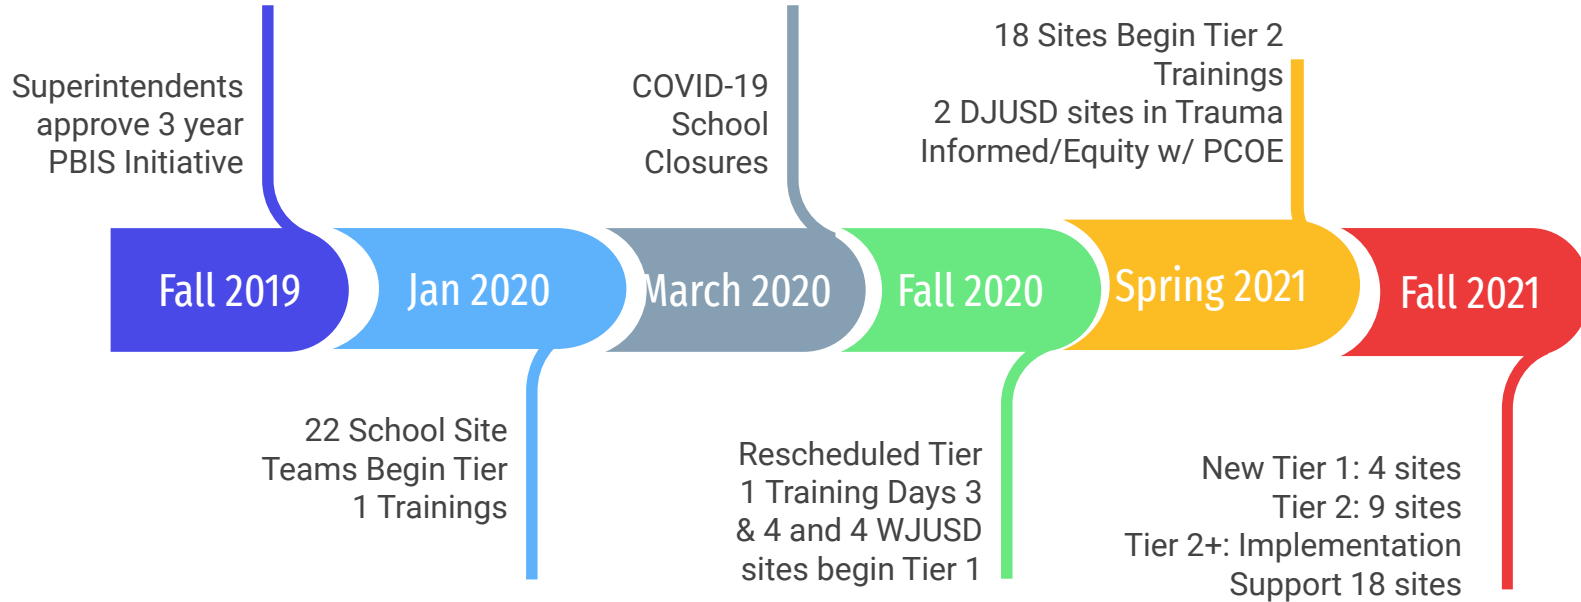 Superintendents
approve 3 year
PBIS Initiative
COVID-19
School
Closures
18 Sites Begin Tier 2
Trainings
2 DJUSD sites in Trauma
Informed/Equity w/ PCOE
Fall 2019
Jan 2020
March 2020
Fall 2020
Spring 2021
Fall 2021
22 School Site
Teams Begin Tier
1 Trainings
Rescheduled Tier
1 Training Days 3
& 4 and 4 WJUSD
sites begin Tier 1
New Tier 1: 4 sites
Tier 2: 9 sites
Tier 2+: Implementation
Support 18 sites